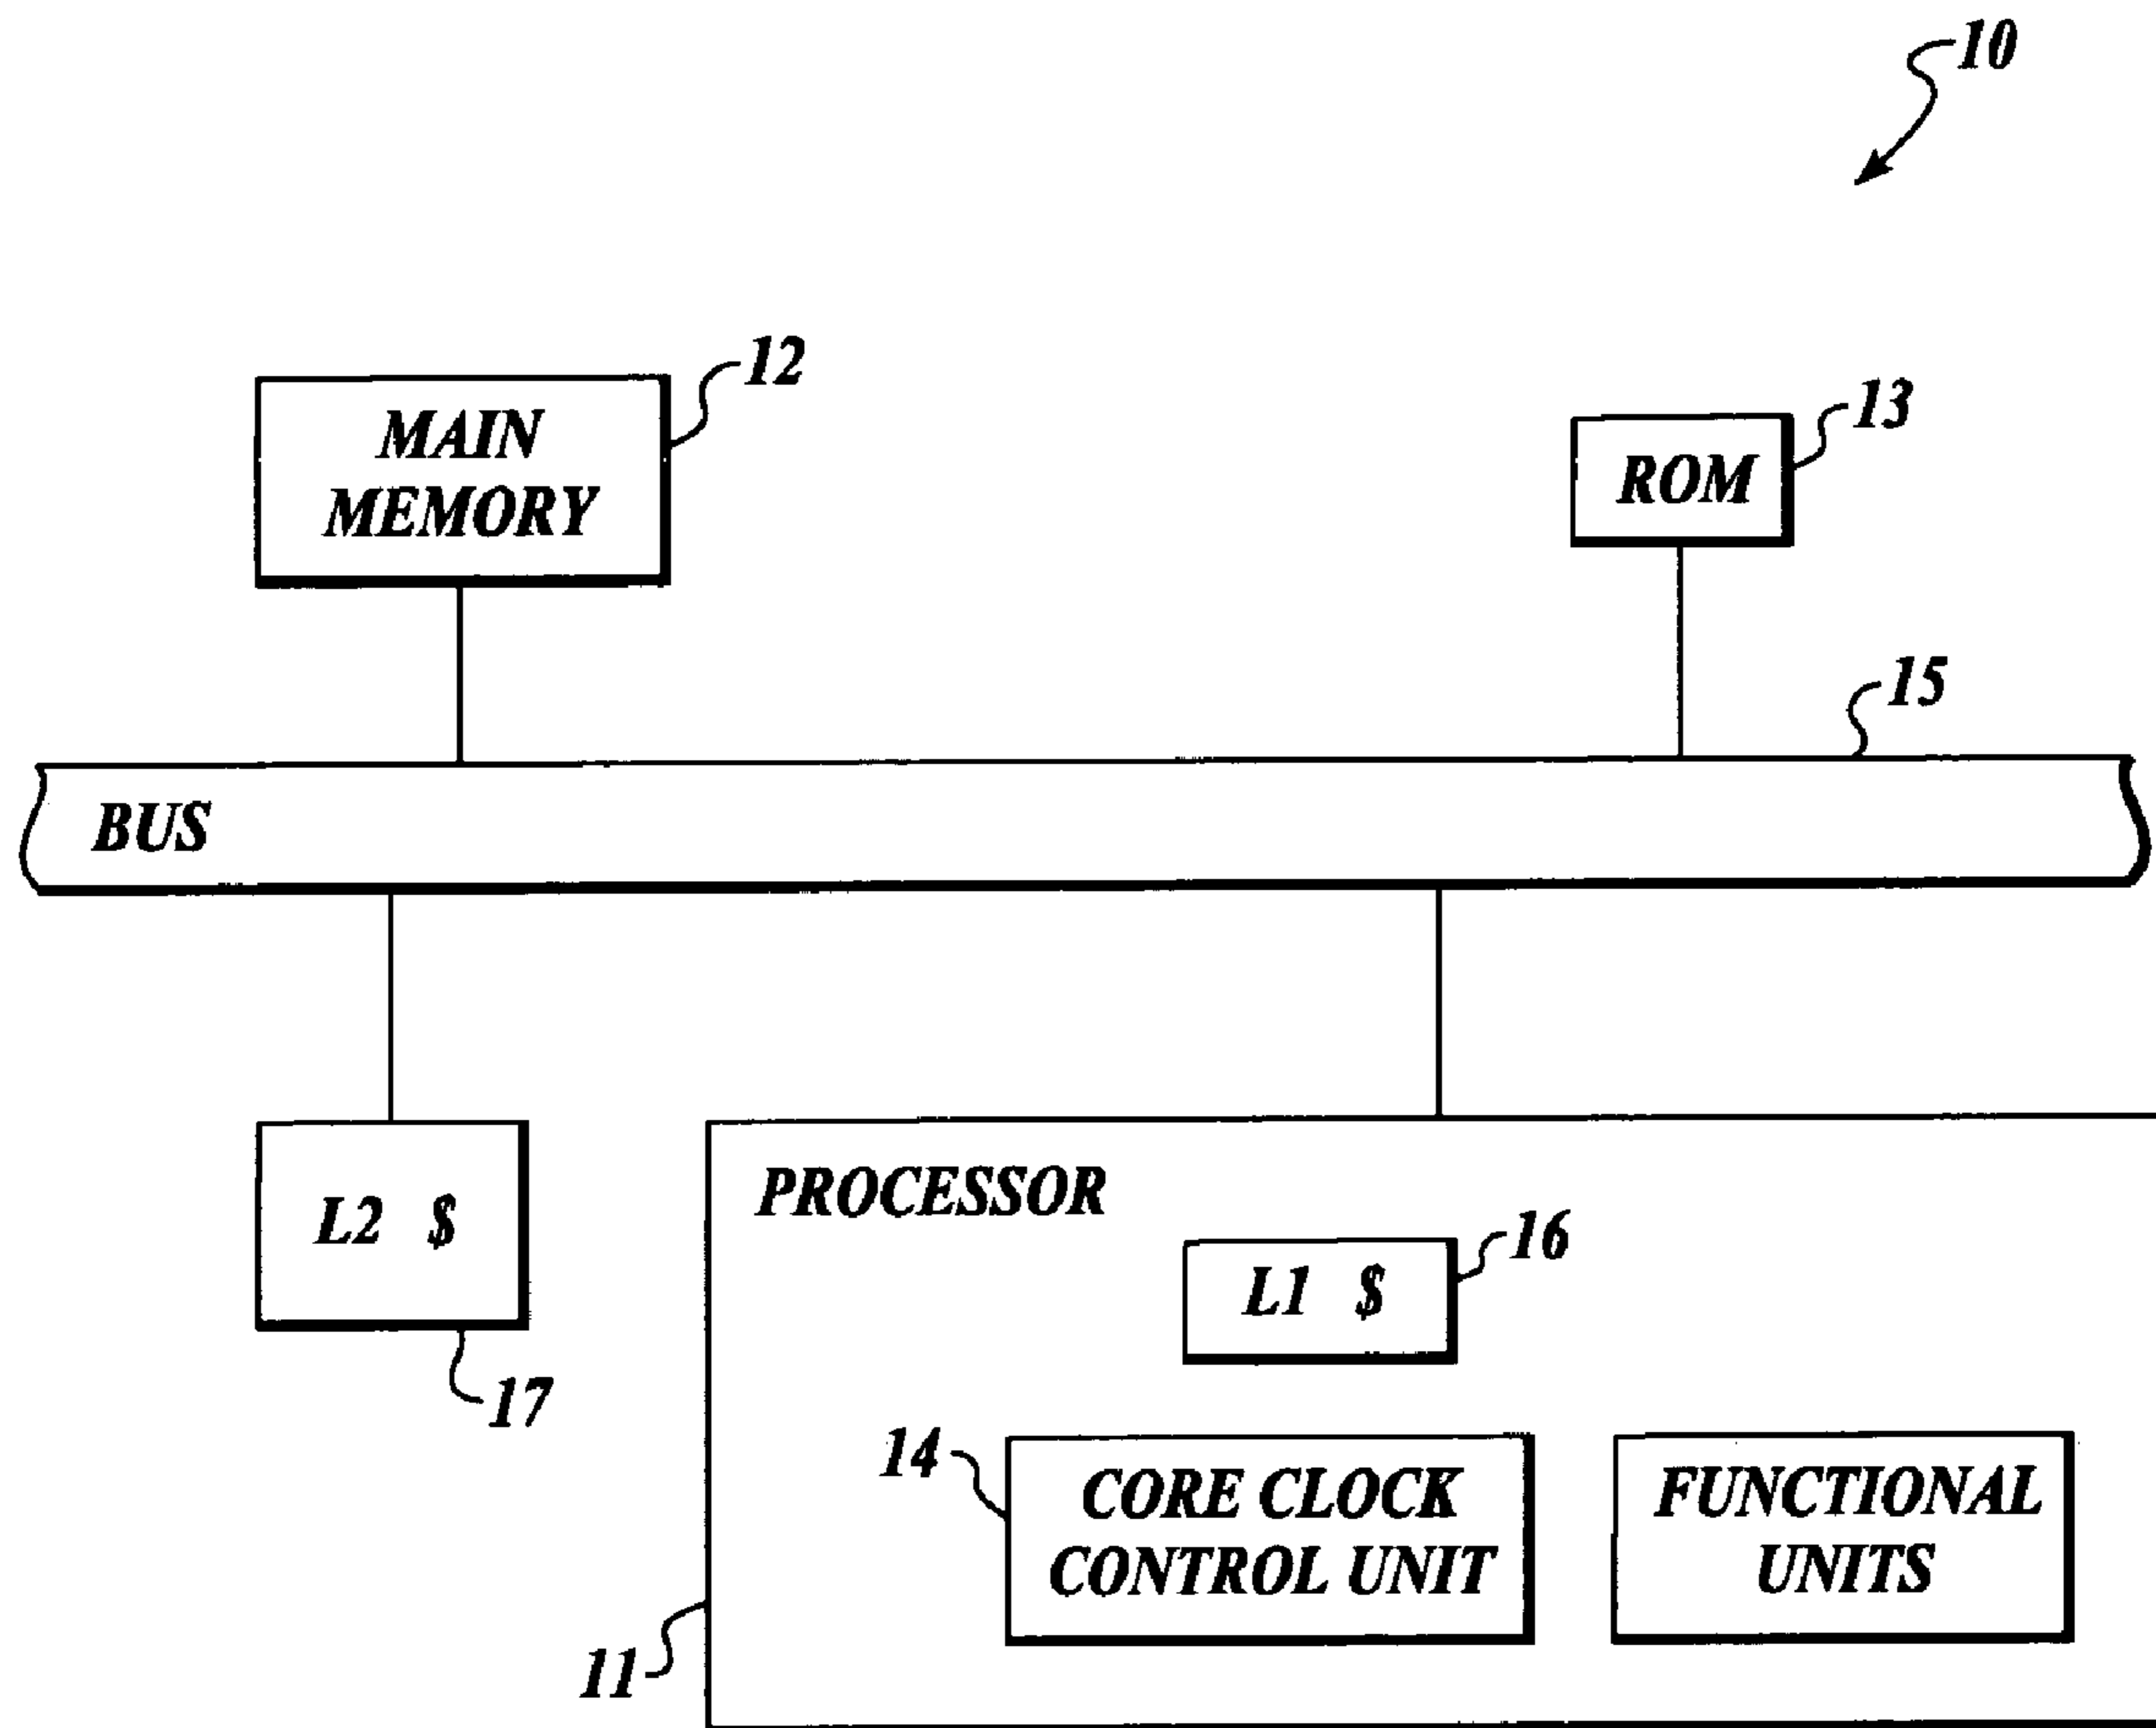 10
12
MAIN
MEMORY
13
ROM
15
BUS
L2 $
17
PROCESSOR
16
L1 $
14
CORE CLOCK
CONTROL UNIT
FUNCTIONAL
UNITS
11